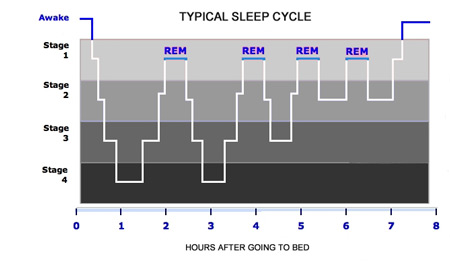 TYPICAL SLEEP CYCLE
Awake
Stage
1
REM REM REM REM
Stage
2
Stage
3
Stage
4
0 1 2 3 4 5 6 7 8
HOURS AFTER GOING TO BED